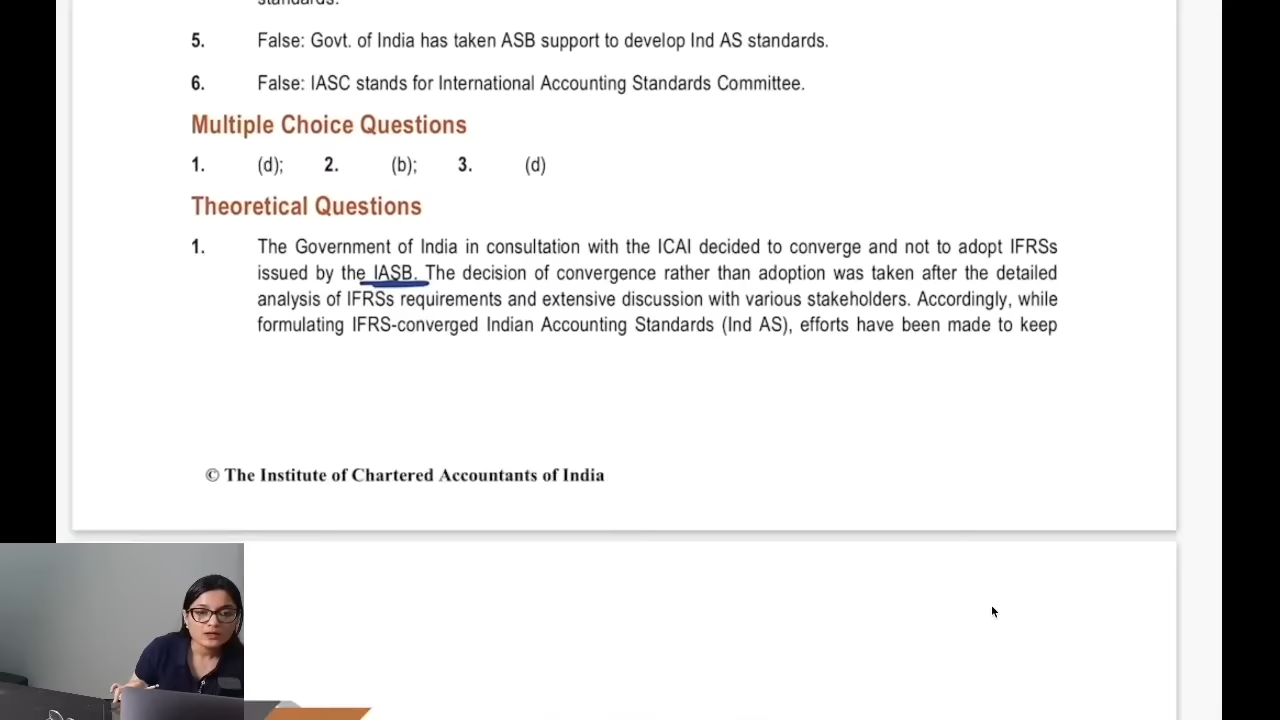 standards.
5. False: Govt. of India has taken ASB support to develop Ind AS standards.
6. False: IASC stands for International Accounting Standards Committee.
Multiple Choice Questions
1. (d); 2. (b); 3. (d)
Theoretical Questions
1. The Government of India in consultation with the ICAI decided to converge and not to adopt IFRSs
issued by the IASB. The decision of convergence rather than adoption was taken after the detailed
analysis of IFRSs requirements and extensive discussion with various stakeholders. Accordingly, while
formulating IFRS-converged Indian Accounting Standards (Ind AS), efforts have been made to keep
© The Institute of Chartered Accountants of India